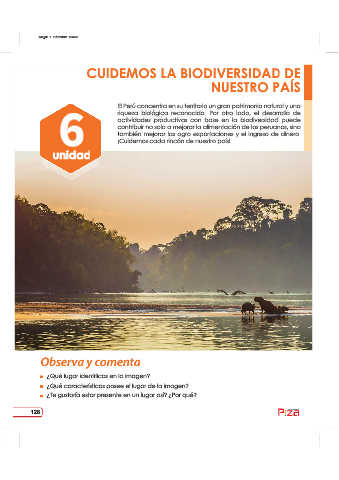 CUIDEMOS LA BIODIVERSIDAD DE
NUESTRO PAÍS
El Perú concentra en su territorio un gran patrimonio natural y una
riqueza biológica reconocida. Por otro lado, el desarrollo de
actividades productivas con base en la biodiversidad puede
contribuir no solo a mejorar la alimentación de los peruanos, sino
también mejorar las agro exportaciones y el ingreso de dinero.
¡Cuidemos cada rincón de nuestro país!
6
unidad
Observa y comenta
¿Qué lugar identificas en la imagen?
¿Qué características posee el lugar de la imagen?
¿Te gustaría estar presente en un lugar así? ¿Por qué?
128